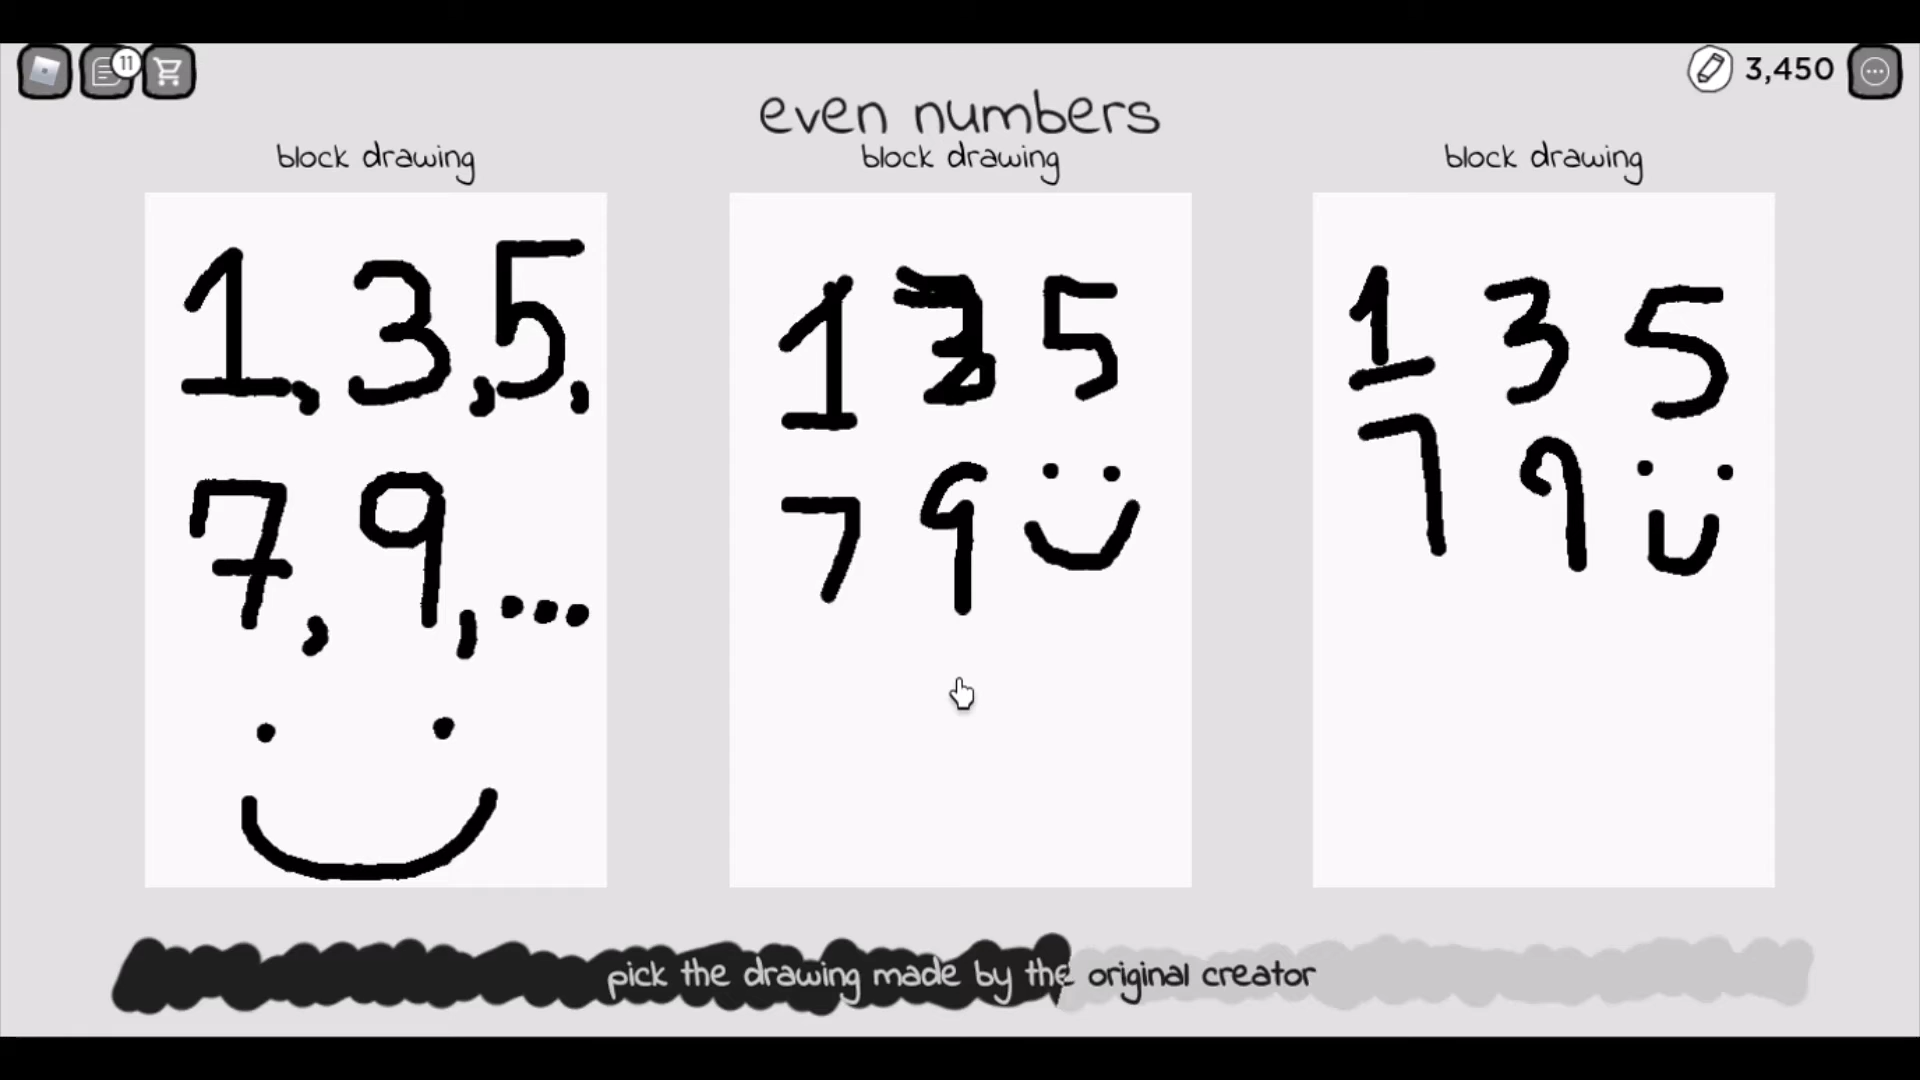 11
3,450
even numbers
block drawing
block drawing
block drawing
1, 3, 5,
7, 9, ...
1 3 5
7 9
1 3 5
7 9
pick the drawing made by the original creator